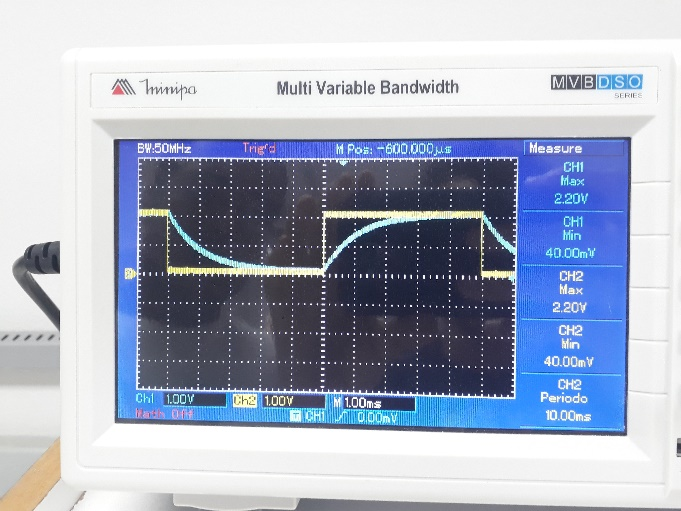 Minipa
Multi Variable Bandwidth
MVBDSO
SERIES
BW:50MHz
Trig'd
M Pos: -600.000µs
Measure
CH1
Max
2.20V
CH1
Min
40.00mV
CH2
Max
2.20V
CH2
Min
40.00mV
CH2
Periodo
10.00ms
Ch1 1.00V
Ch2 1.00V
M 1.00ms
Math Off
T CH1 0.00mV